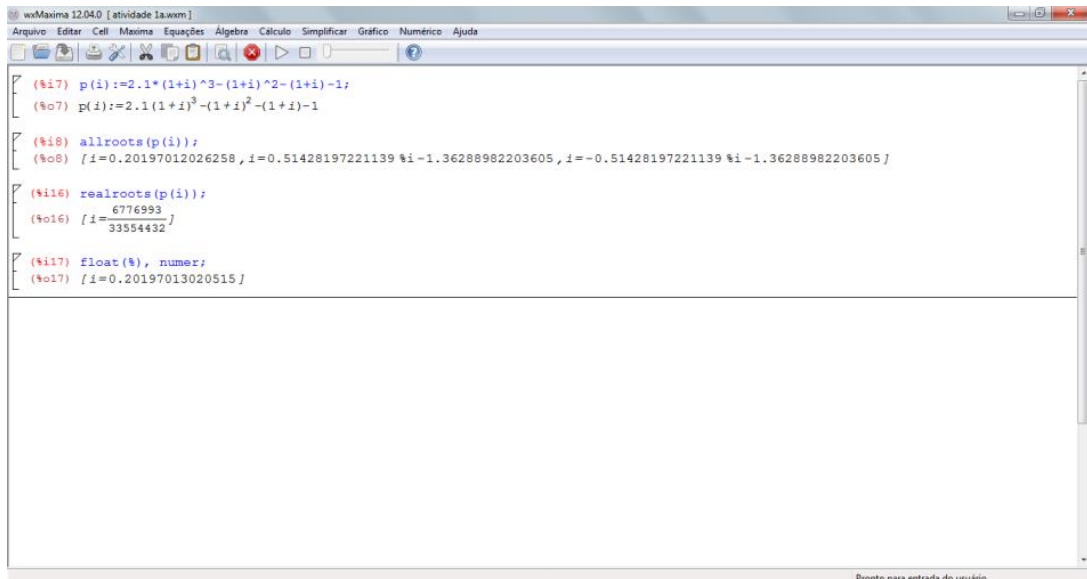 wxMaxima 12.04.0 [ atividade 1a.wxm ]
Arquivo Editar Cell Maxima Equações Álgebra Cálculo Simplificar Gráfico Numérico Ajuda
(%i7) p(i):=2.1*(1+i)^3-(1+i)^2-(1+i)-1;
(%o7) p(i):=2.1(1+i)³-(1+i)²-(1+i)-1
(%i8) allroots(p(i));
(%o8) [i=0.20197012026258,i=0.51428197221139 %i-1.36288982203605,i=-0.51428197221139 %i-1.36288982203605]
(%i16) realroots(p(i));
(%o16) [i=6776993/33554432]
(%i17) float(%), numer;
(%o17) [i=0.20197013020515]
Pronto para entrada do usuário